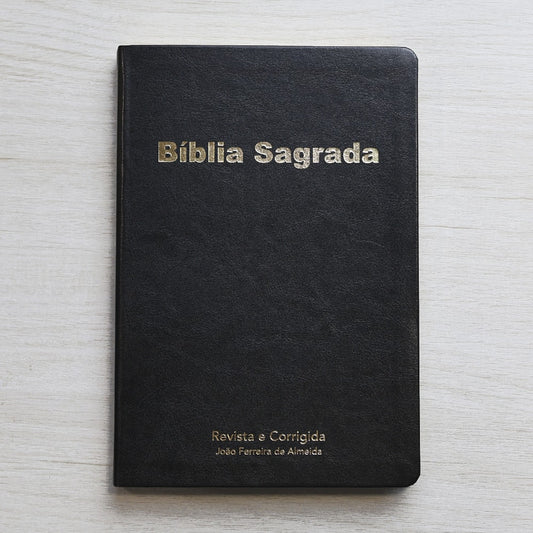 Bíblia Sagrada
Revista e Corrigida
João Ferreira de Almeida